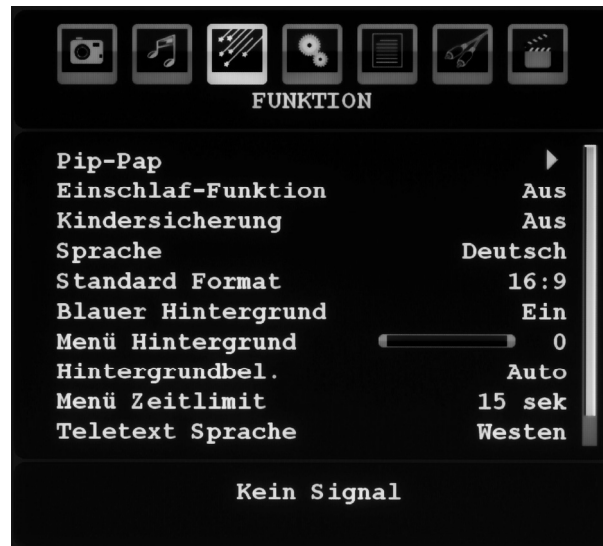 FUNKTION
Pip-Pap
Einschlaf-Funktion Aus
Kindersicherung Aus
Sprache Deutsch
Standard Format 16:9
Blauer Hintergrund Ein
Menü Hintergrund 0
Hintergrundbel. Auto
Menü Zeitlimit 15 sek
Teletext Sprache Westen
Kein Signal